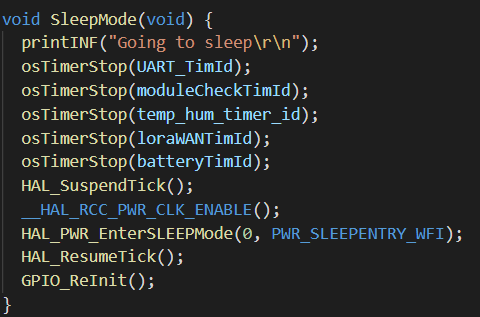 void SleepMode(void) {
printINF("Going to sleep\r\n");
osTimerStop(UART_TimId);
osTimerStop(moduleCheckTimId);
osTimerStop(temp_hum_timer_id);
osTimerStop(loraWANTimId);
osTimerStop(batteryTimId);
HAL_SuspendTick();
__HAL_RCC_PWR_CLK_ENABLE();
HAL_PWR_EnterSLEEPMode(0, PWR_SLEEPENTRY_WFI);
HAL_ResumeTick();
GPIO_ReInit();
}